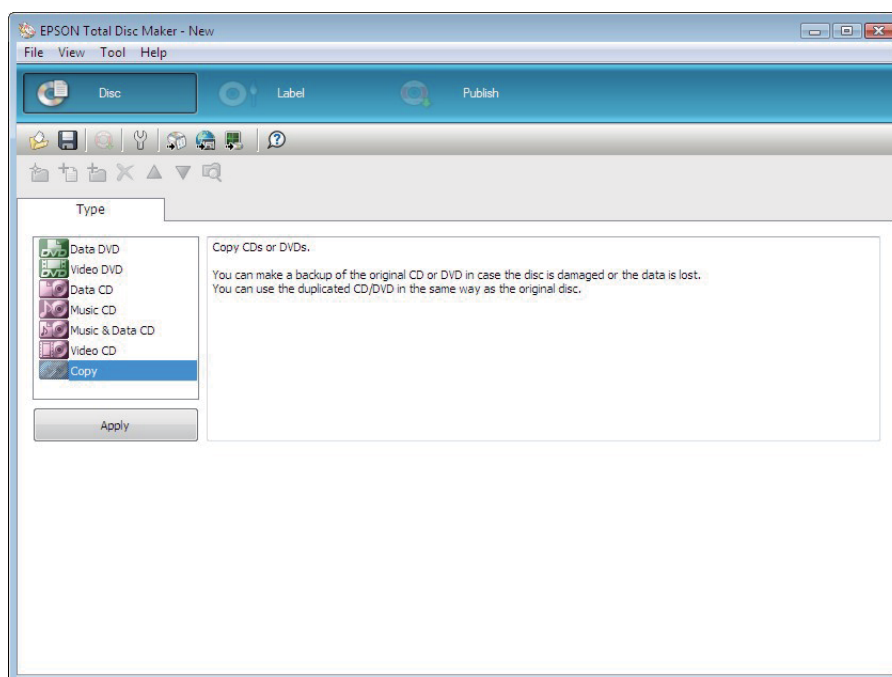 EPSON Total Disc Maker - New
File View Tool Help
Disc Label Publish
Type
Data DVD
Video DVD
Data CD
Music CD
Music & Data CD
Video CD
Copy
Apply
Copy CDs or DVDs.
You can make a backup of the original CD or DVD in case the disc is damaged or the data is lost.
You can use the duplicated CD/DVD in the same way as the original disc.